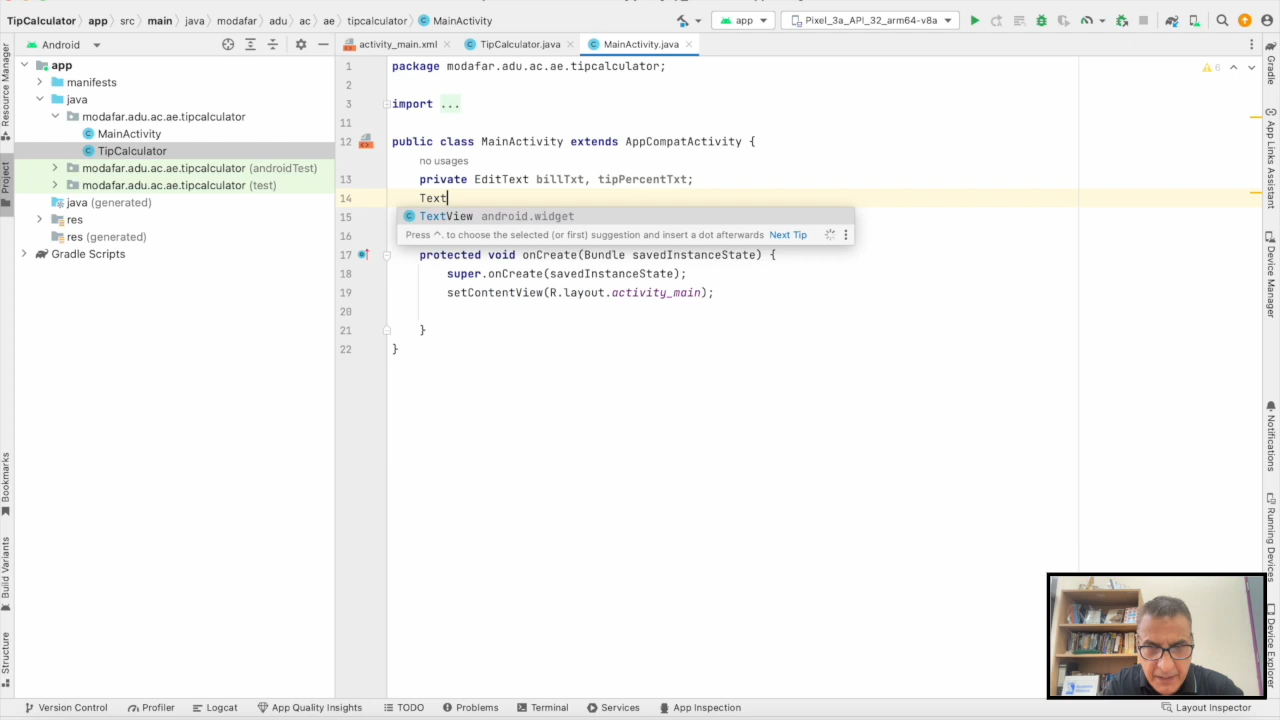 TipCalculator
app
src
main
java
modafar
adu
ac
ae
tipcalculator
MainActivity
app
Pixel_3a_API_32_arm64-v8a
Android
activity_main.xml
TipCalculator.java
MainActivity.java
app
manifests
java
modafar.adu.ac.ae.tipcalculator
MainActivity
TipCalculator
modafar.adu.ac.ae.tipcalculator (androidTest)
modafar.adu.ac.ae.tipcalculator (test)
java (generated)
res
res (generated)
Gradle Scripts
1 package modafar.adu.ac.ae.tipcalculator;
6
2
3 import ...
11
12 public class MainActivity extends AppCompatActivity {
no usages
13 private EditText billTxt, tipPercentTxt;
14 Text
15
TextView android.widget
16
Press ^. to choose the selected (or first) suggestion and insert a dot afterwards Next Tip
17 protected void onCreate(Bundle savedInstanceState) {
18 super.onCreate(savedInstanceState);
19 setContentView(R.layout.activity_main);
20
21 }
22 }
Resource Manager
Project
Bookmarks
Build Variants
Structure
Gradle
App Links Assistant
Device Manager
Notifications
Running Devices
Device Explorer
Version Control
Profiler
Logcat
App Quality Insights
TODO
Problems
Terminal
Services
App Inspection
Layout Inspector